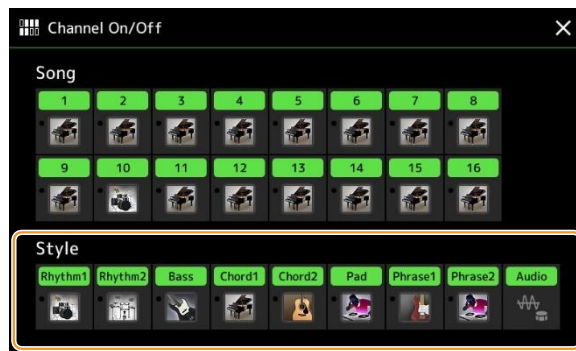 Channel On/Off
Song
1 2 3 4 5 6 7 8
9 10 11 12 13 14 15 16
Style
Rhythm1 Rhythm2 Bass Chord1 Chord2 Pad Phrase1 Phrase2 Audio